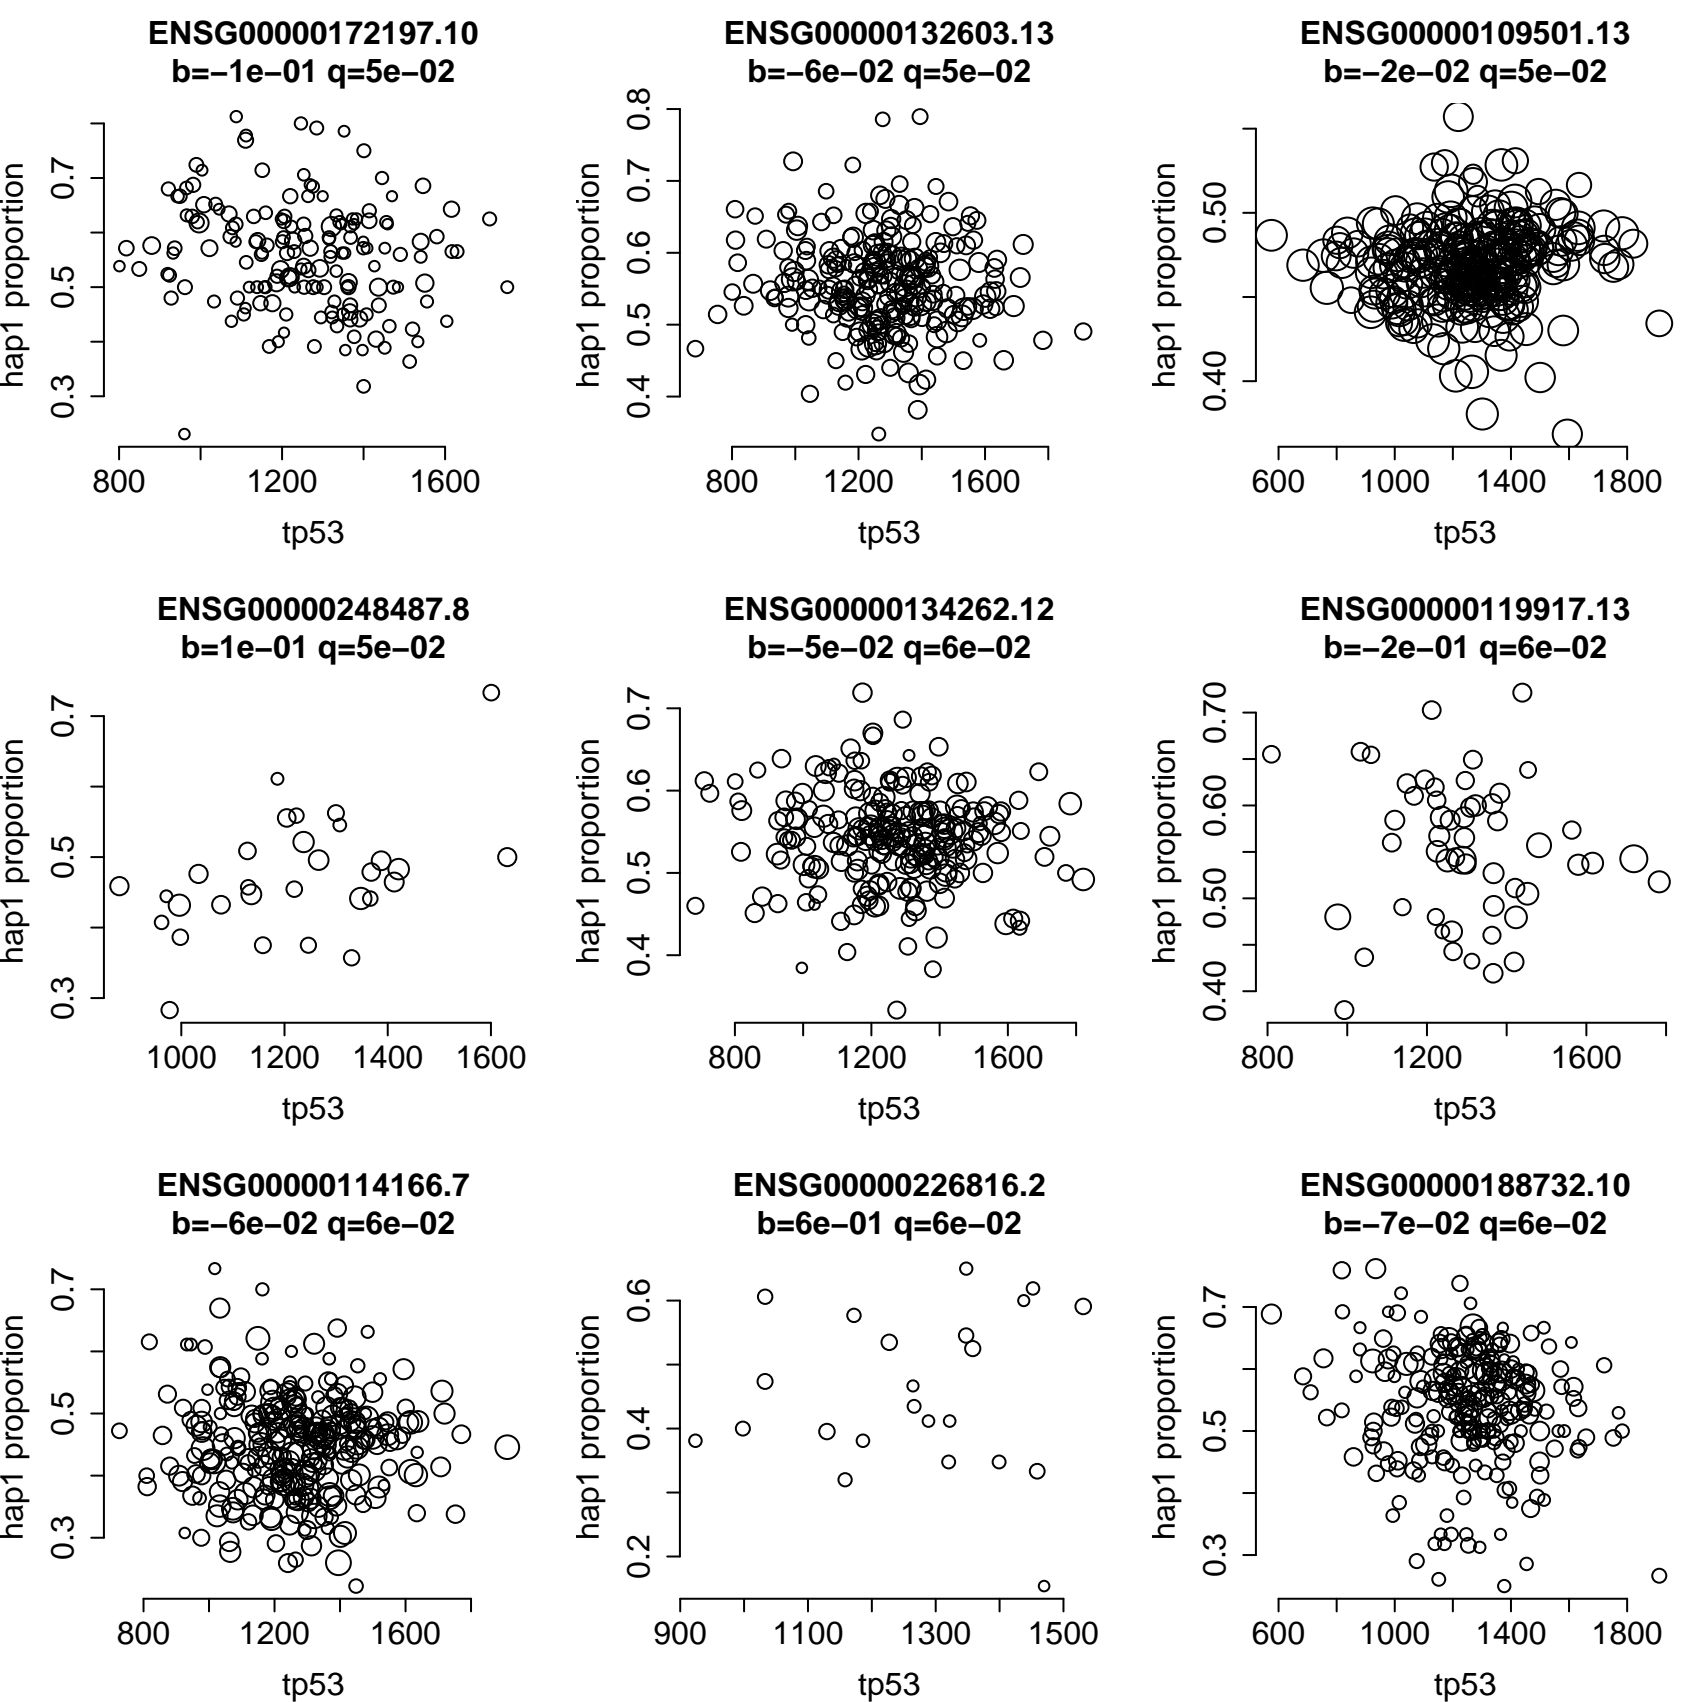 ENSG00000172197.10
b=−1e−01 q=5e−02
hap1 proportion
0.3 0.5 0.7
800 1200 1600
tp53
ENSG00000132603.13
b=−6e−02 q=5e−02
hap1 proportion
0.4 0.5 0.6 0.7 0.8
800 1200 1600
tp53
ENSG00000109501.13
b=−2e−02 q=5e−02
hap1 proportion
0.40 0.50
600 1000 1400 1800
tp53
ENSG00000248487.8
b=1e−01 q=5e−02
hap1 proportion
0.3 0.5 0.7
1000 1200 1400 1600
tp53
ENSG00000134262.12
b=−5e−02 q=6e−02
hap1 proportion
0.4 0.5 0.6 0.7
800 1200 1600
tp53
ENSG00000119917.13
b=−2e−01 q=6e−02
hap1 proportion
0.40 0.50 0.60 0.70
800 1200 1600
tp53
ENSG00000114166.7
b=−6e−02 q=6e−02
hap1 proportion
0.3 0.5 0.7
800 1200 1600
tp53
ENSG00000226816.2
b=6e−01 q=6e−02
hap1 proportion
0.2 0.4 0.6
900 1100 1300 1500
tp53
ENSG00000188732.10
b=−7e−02 q=6e−02
hap1 proportion
0.3 0.5 0.7
600 1000 1400 1800
tp53